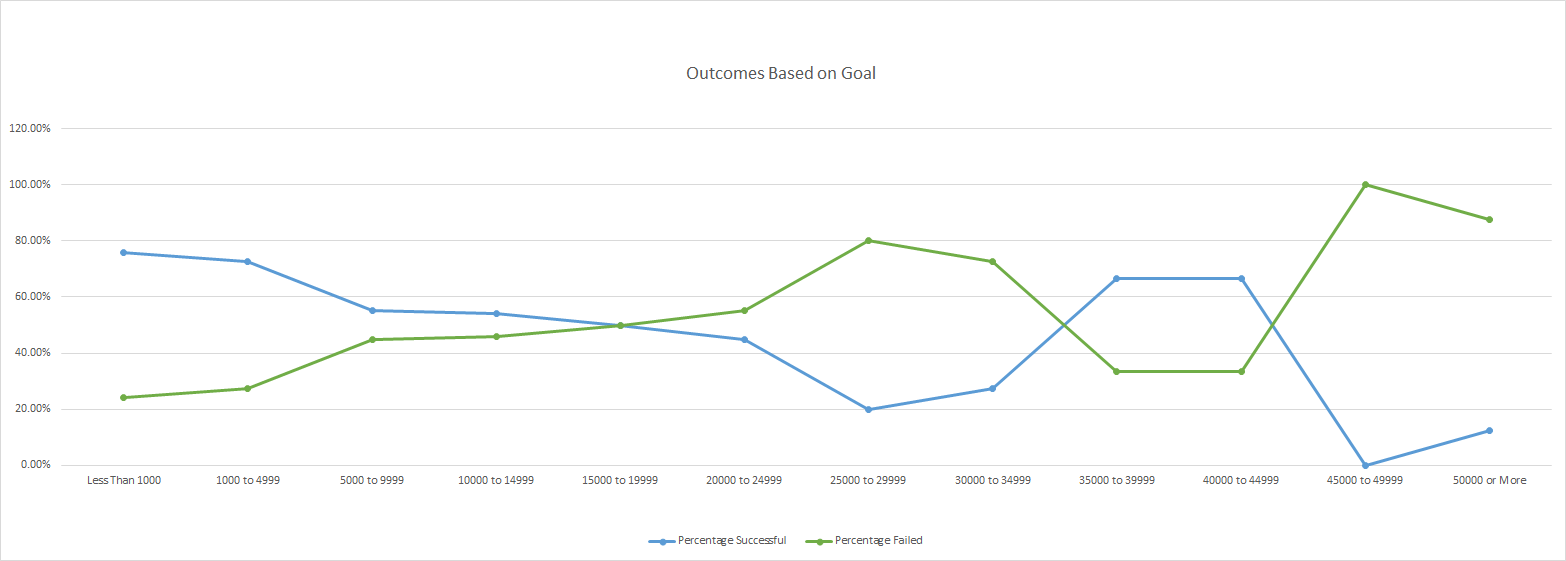 Outcomes Based on Goal
120.00%
100.00%
80.00%
60.00%
40.00%
20.00%
0.00%
Less Than 1000 1000 to 4999 5000 to 9999 10000 to 14999 15000 to 19999 20000 to 24999 25000 to 29999 30000 to 34999 35000 to 39999 40000 to 44999 45000 to 49999 50000 or More
Percentage Successful Percentage Failed